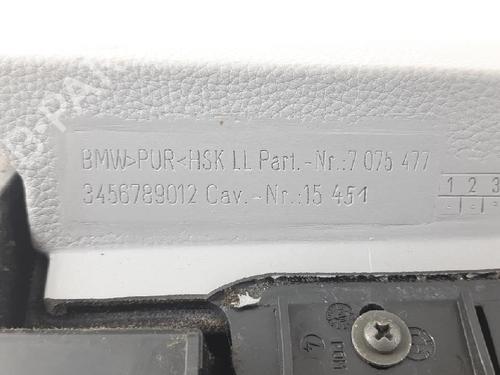 BMW>PUR<HSK LL Part.-Nr.:7 075 477
3456789012 Cav.-Nr.:15 451
1 2 3